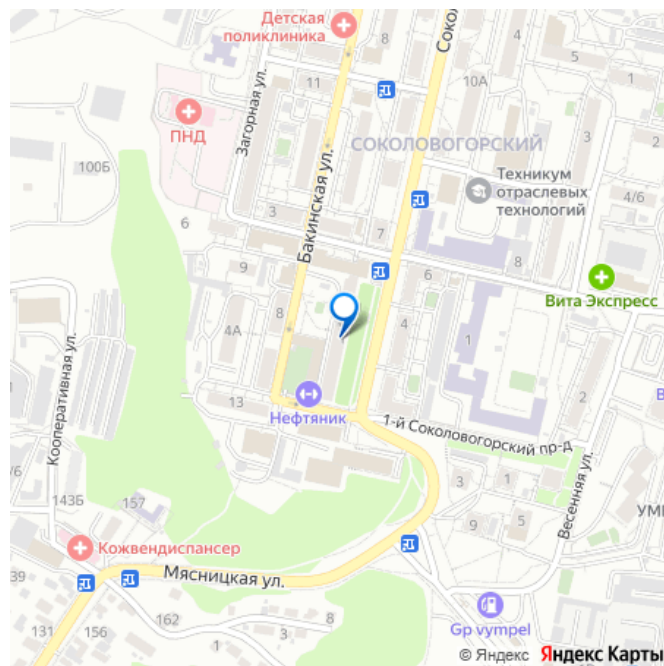 Детская
поликлиника
Соко
11
10А
1
ПНД
Загорная ул.
100Б
СОКОЛОВОГОРСКИЙ
3
Техникум
отраслевых
технологий
4/6
Бакинская ул.
6
3
7
8
9
6
Вита Экспресс
8
4А
4
1
В
2
Кооперативная ул.
13
Нефтяник
1-й Соколовогорский пр-д
Весенняя ул.
/6
143Б
157
1
3
9
5
УМ
Кожвендиспансер
39
Мясницкая ул.
131
156
162
1
3
8
Gp vympel
© Яндекс Яндекс Карты